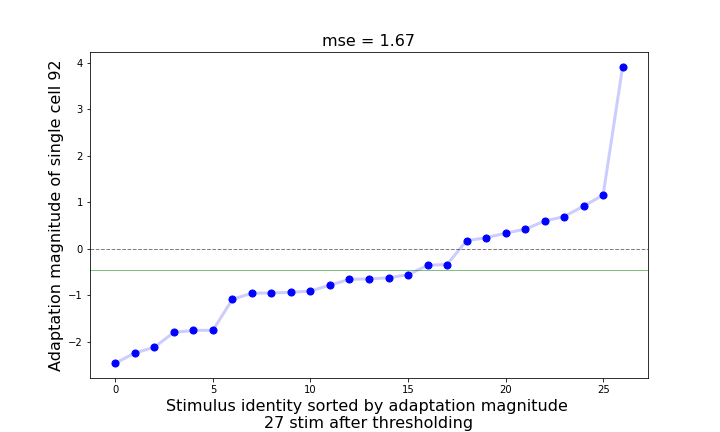 mse = 1.67
Adaptation magnitude of single cell 92
4
3
2
1
0
−1
−2
0 5 10 15 20 25
Stimulus identity sorted by adaptation magnitude
27 stim after thresholding